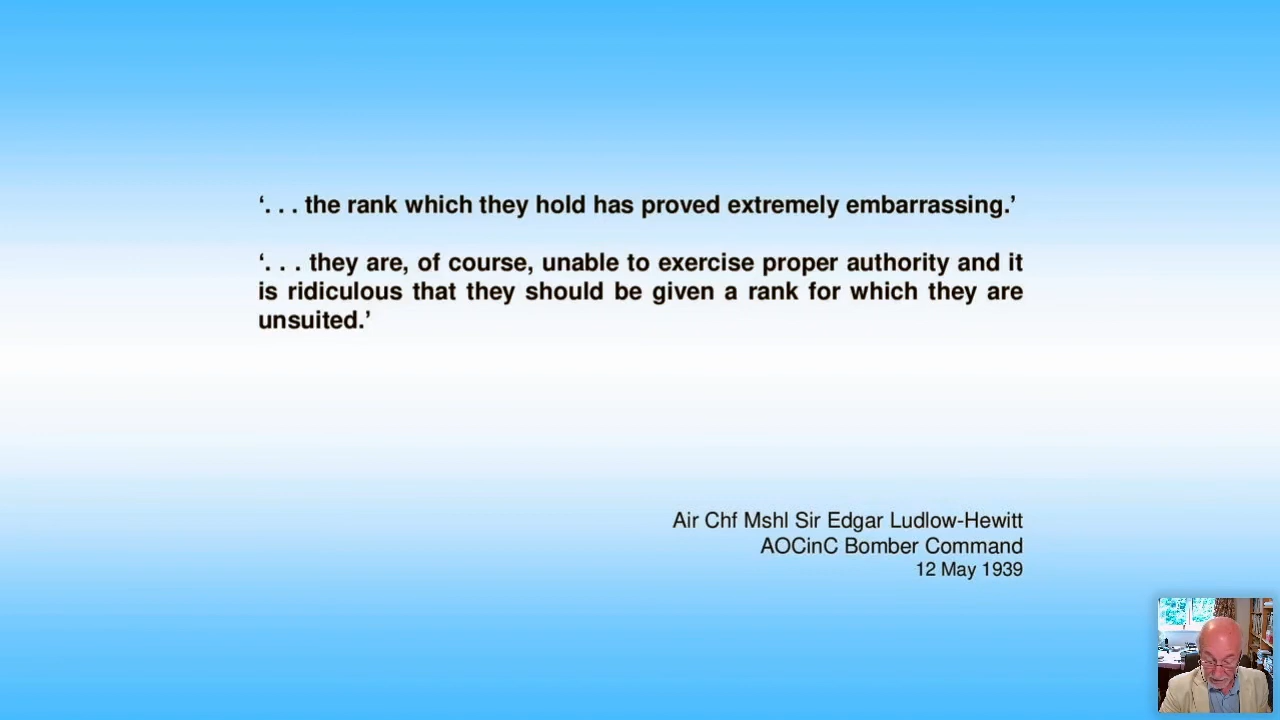 ‘. . . the rank which they hold has proved extremely embarrassing.’
‘. . . they are, of course, unable to exercise proper authority and it
is ridiculous that they should be given a rank for which they are
unsuited.’
Air Chf Mshl Sir Edgar Ludlow-Hewitt
AOCinC Bomber Command
12 May 1939